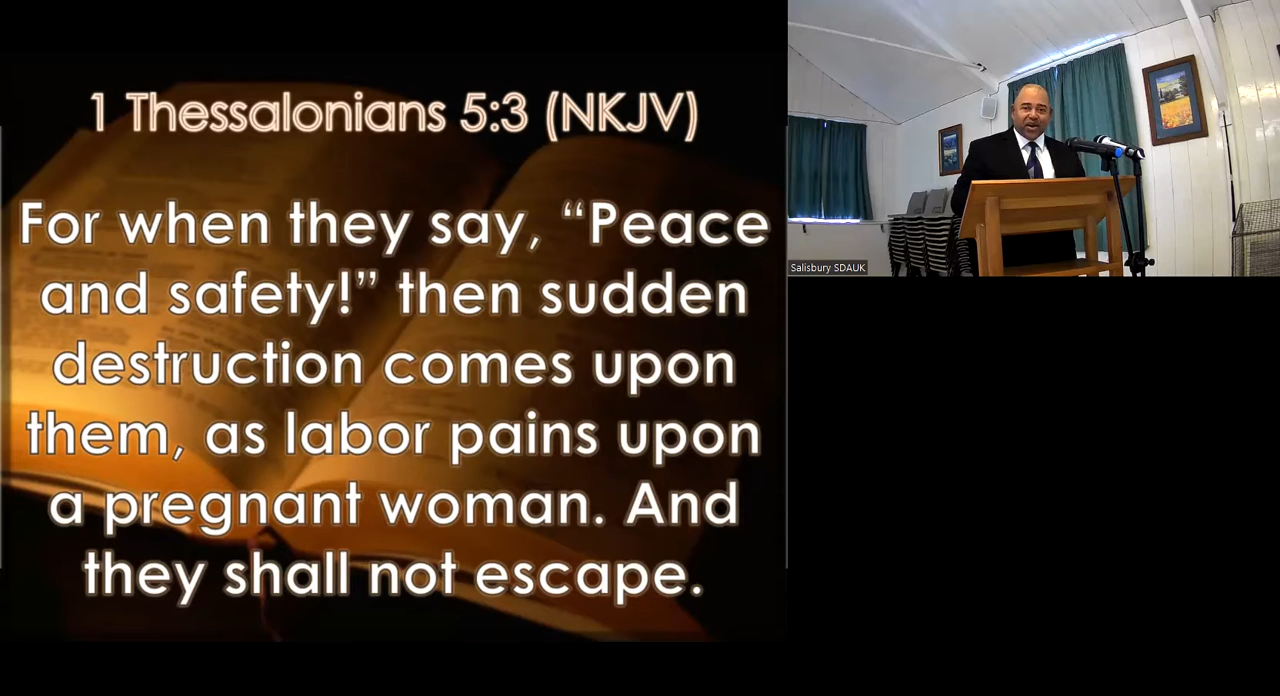 1 Thessalonians 5:3 (NKJV)
For when they say, “Peace
and safety!” then sudden
destruction comes upon
them, as labor pains upon
a pregnant woman. And
they shall not escape.
Salisbury SDAUK